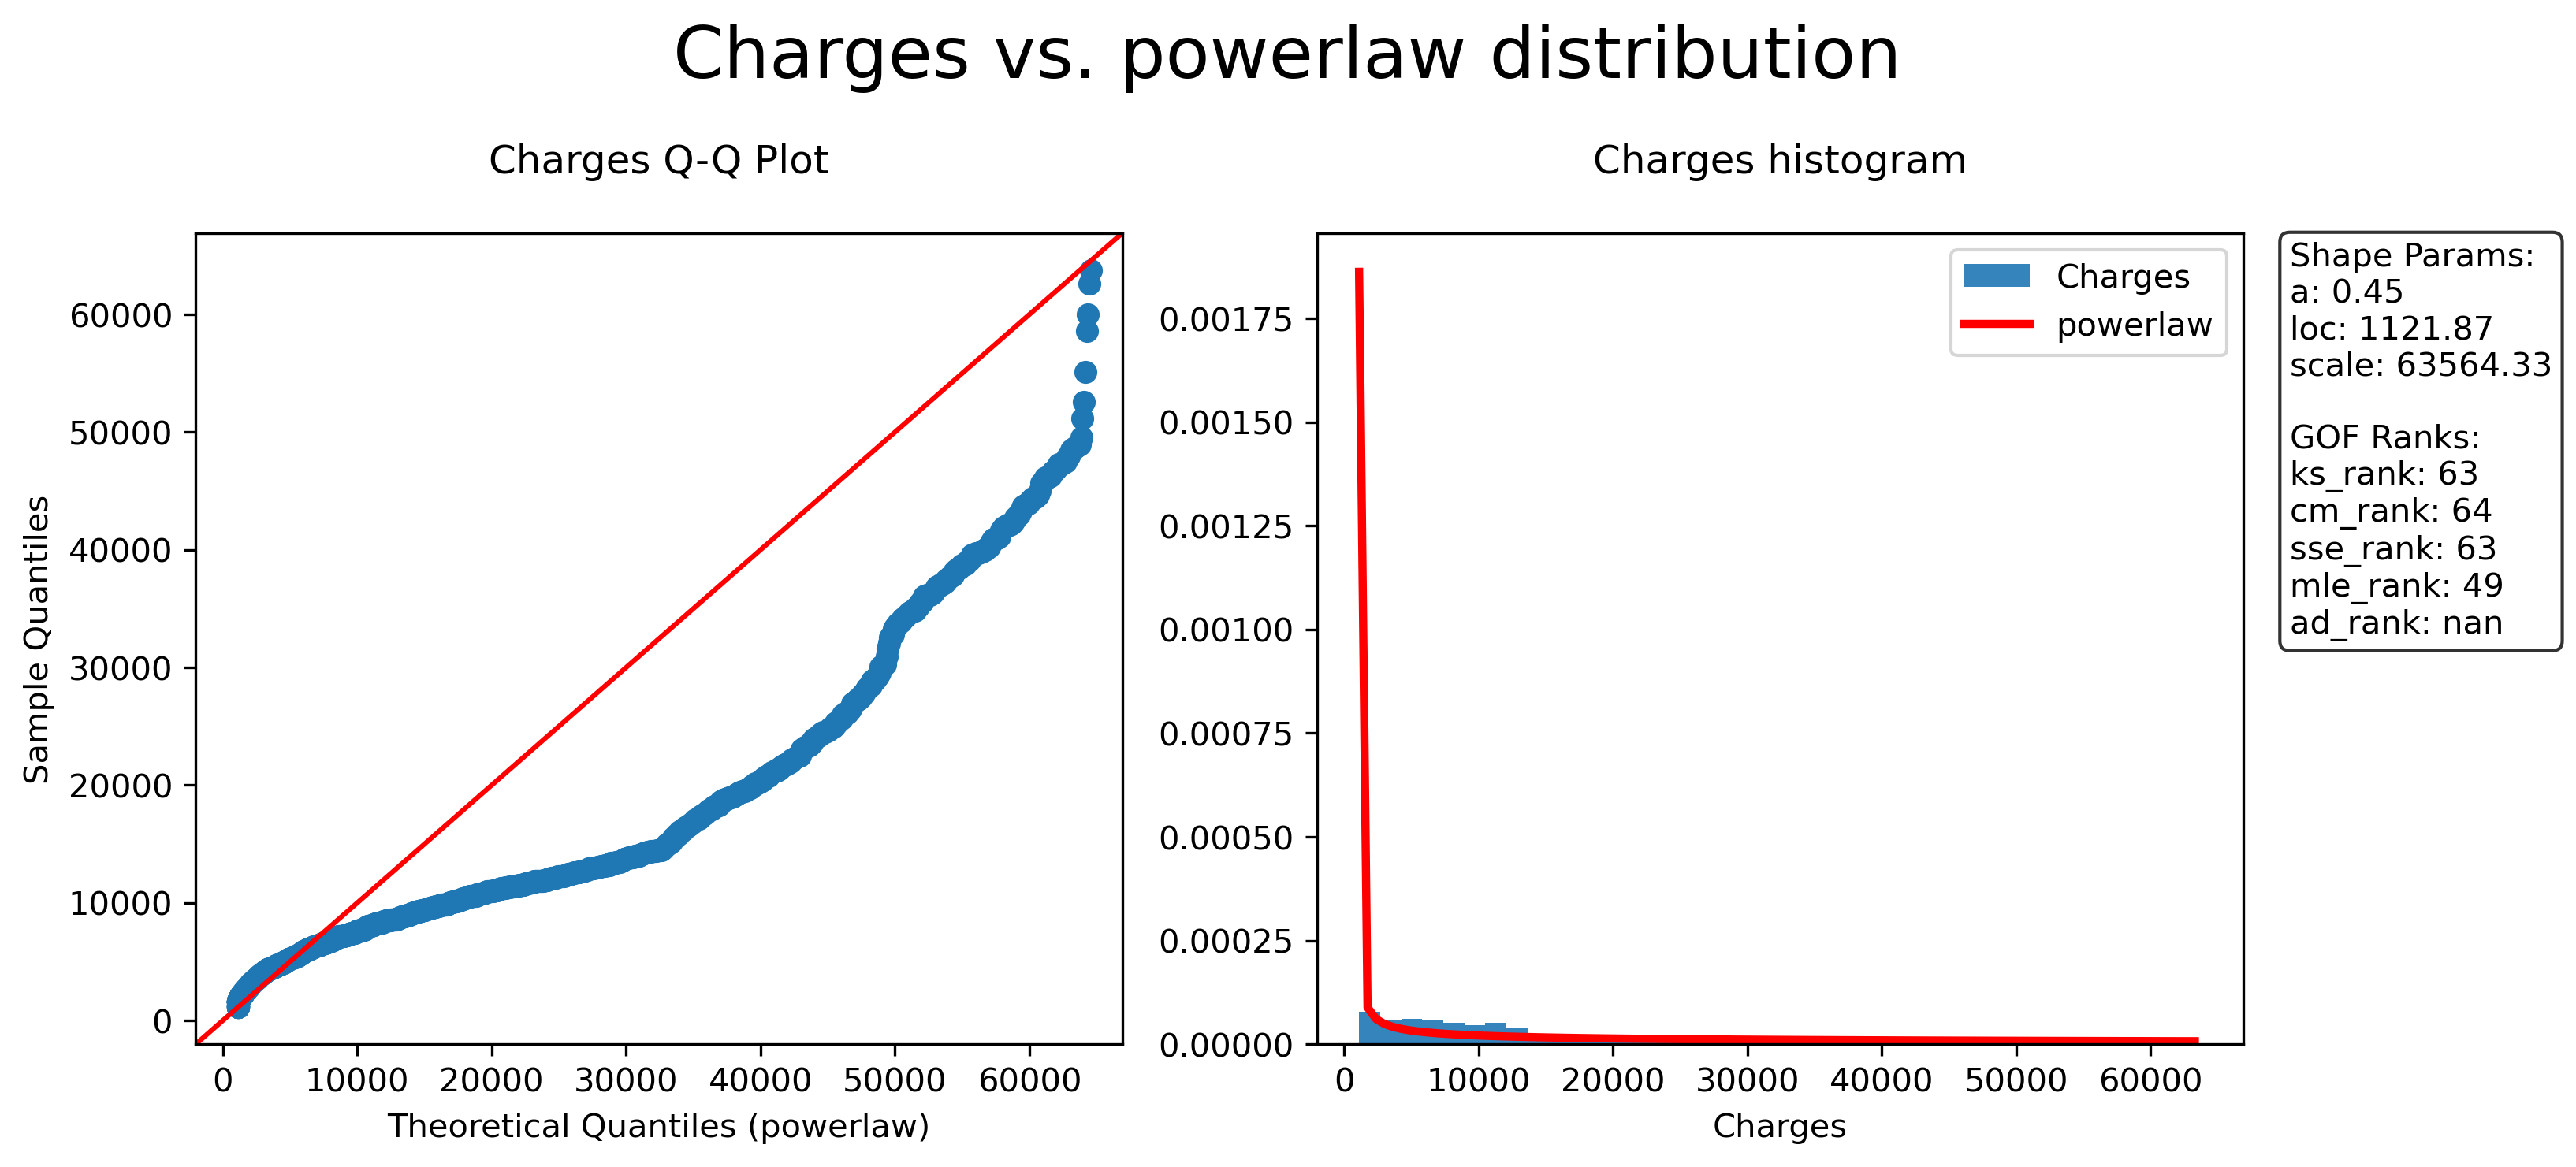 Charges vs. powerlaw distribution
Charges Q-Q Plot
60000
50000
40000
30000
20000
10000
0
Sample Quantiles
0 10000 20000 30000 40000 50000 60000
Theoretical Quantiles (powerlaw)
Charges histogram
0.00175
0.00150
0.00125
0.00100
0.00075
0.00050
0.00025
0.00000
Charges
powerlaw
0 10000 20000 30000 40000 50000 60000
Charges
Shape Params:
a: 0.45
loc: 1121.87
scale: 63564.33
GOF Ranks:
ks_rank: 63
cm_rank: 64
sse_rank: 63
mle_rank: 49
ad_rank: nan